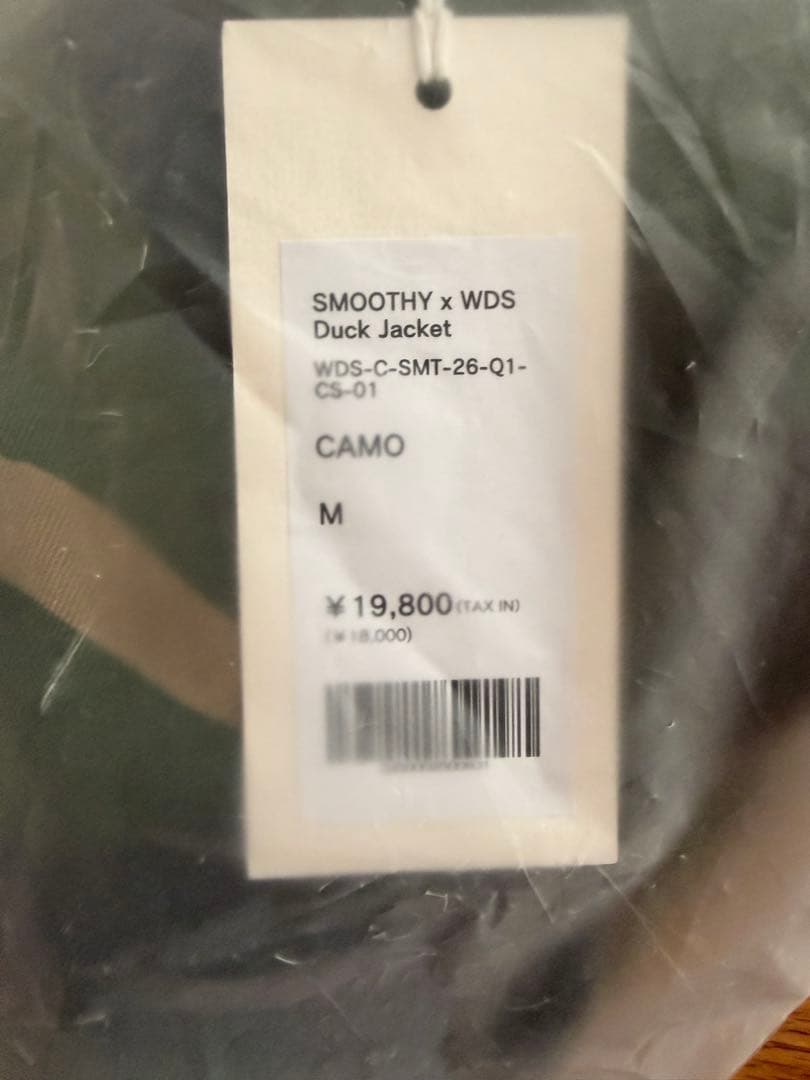 SMOOTHY x WDS
Duck Jacket
WDS-C-SMT-26-Q1-
CS-01
CAMO
M
¥19,800(TAX IN)
(¥18,000)